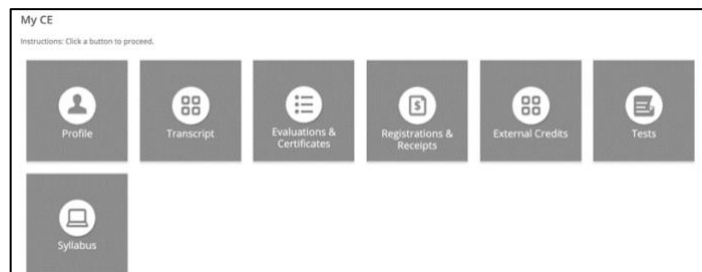 My CE
Instructions: Click a button to proceed.
Profile
Transcript
Evaluations &
Certificates
$
Registrations &
Receipts
External Credits
Tests
Syllabus